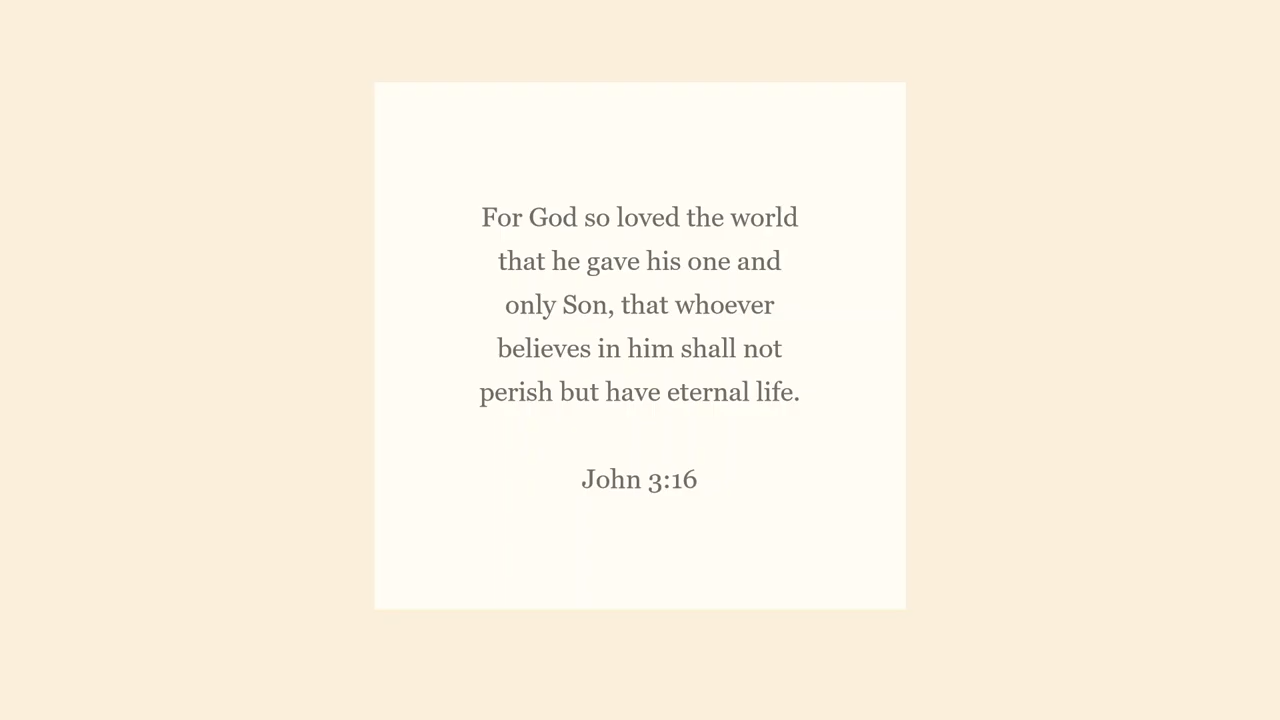 For God so loved the world
that he gave his one and
only Son, that whoever
believes in him shall not
perish but have eternal life.
John 3:16